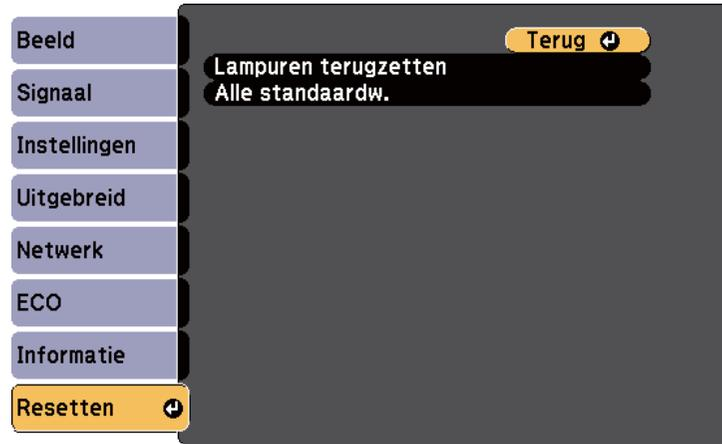 Beeld
Signaal
Instellingen
Uitgebreid
Netwerk
ECO
Informatie
Resetten
Terug
Lampuren terugzetten
Alle standaardw.